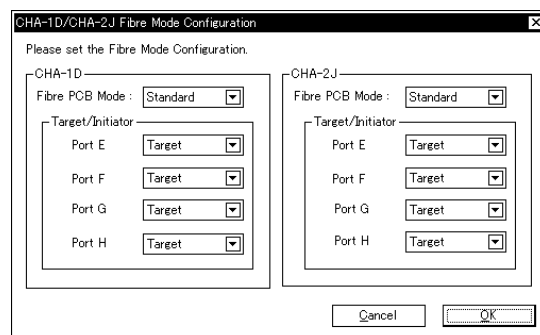 CHA-1D/CHA-2J Fibre Mode Configuration
Please set the Fibre Mode Configuration.
CHA-1D
Fibre PCB Mode : Standard
Target/Initiator
Port E Target
Port F Target
Port G Target
Port H Target
CHA-2J
Fibre PCB Mode : Standard
Target/Initiator
Port E Target
Port F Target
Port G Target
Port H Target
Cancel OK